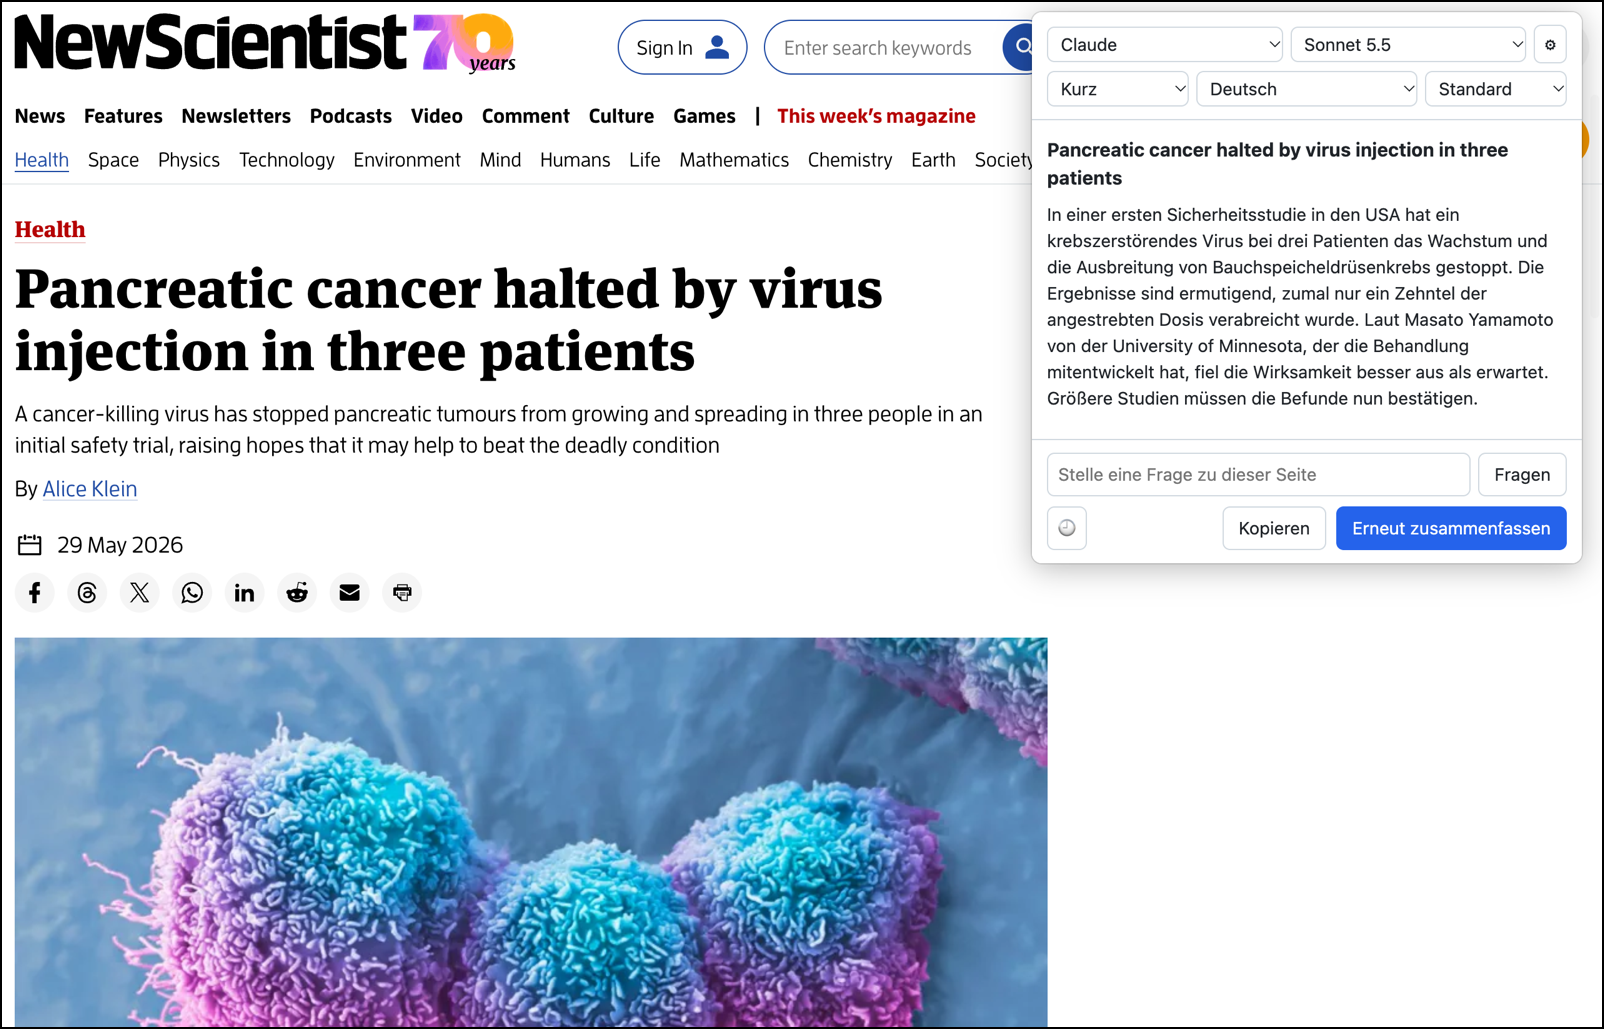 NewScientist 70 years
Sign In
Enter search keywords
News Features Newsletters Podcasts Video Comment Culture Games | This week's magazine
Health Space Physics Technology Environment Mind Humans Life Mathematics Chemistry Earth Society
Health
Pancreatic cancer halted by virus
injection in three patients
A cancer-killing virus has stopped pancreatic tumours from growing and spreading in three people in an
initial safety trial, raising hopes that it may help to beat the deadly condition
By Alice Klein
29 May 2026
Claude
Sonnet 5.5
Kurz
Deutsch
Standard
Pancreatic cancer halted by virus injection in three
patients
In einer ersten Sicherheitsstudie in den USA hat ein
krebszerstörendes Virus bei drei Patienten das Wachstum und
die Ausbreitung von Bauchspeicheldrüsenkrebs gestoppt. Die
Ergebnisse sind ermutigend, zumal nur ein Zehntel der
angestrebten Dosis verabreicht wurde. Laut Masato Yamamoto
von der University of Minnesota, der die Behandlung
mitentwickelt hat, fiel die Wirksamkeit besser aus als erwartet.
Größere Studien müssen die Befunde nun bestätigen.
Stelle eine Frage zu dieser Seite
Fragen
Kopieren
Erneut zusammenfassen